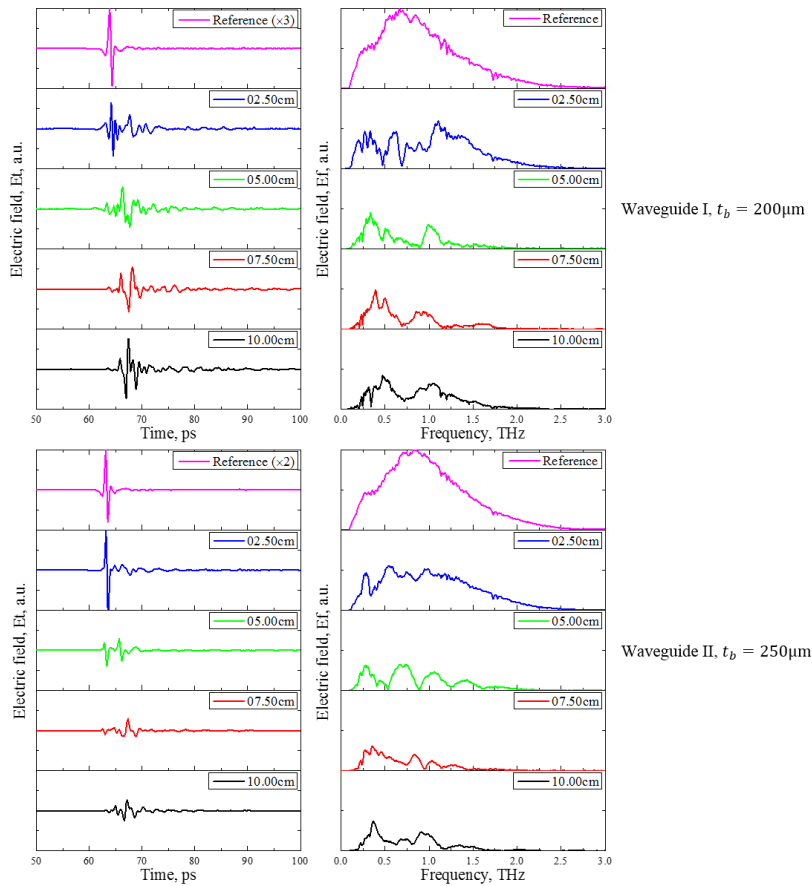 Reference (×3)
02.50cm
05.00cm
07.50cm
10.00cm
Electric field, Et, a.u.
50 60 70 80 90 100
Time, ps
Reference
02.50cm
05.00cm
07.50cm
10.00cm
Electric field, Ef, a.u.
0.0 0.5 1.0 1.5 2.0 2.5 3.0
Frequency, THz
Waveguide I, t_b = 200μm
Reference (×2)
02.50cm
05.00cm
07.50cm
10.00cm
Electric field, Et, a.u.
50 60 70 80 90 100
Time, ps
Reference
02.50cm
05.00cm
07.50cm
10.00cm
Electric field, Ef, a.u.
0.0 0.5 1.0 1.5 2.0 2.5 3.0
Frequency, THz
Waveguide II, t_b = 250μm